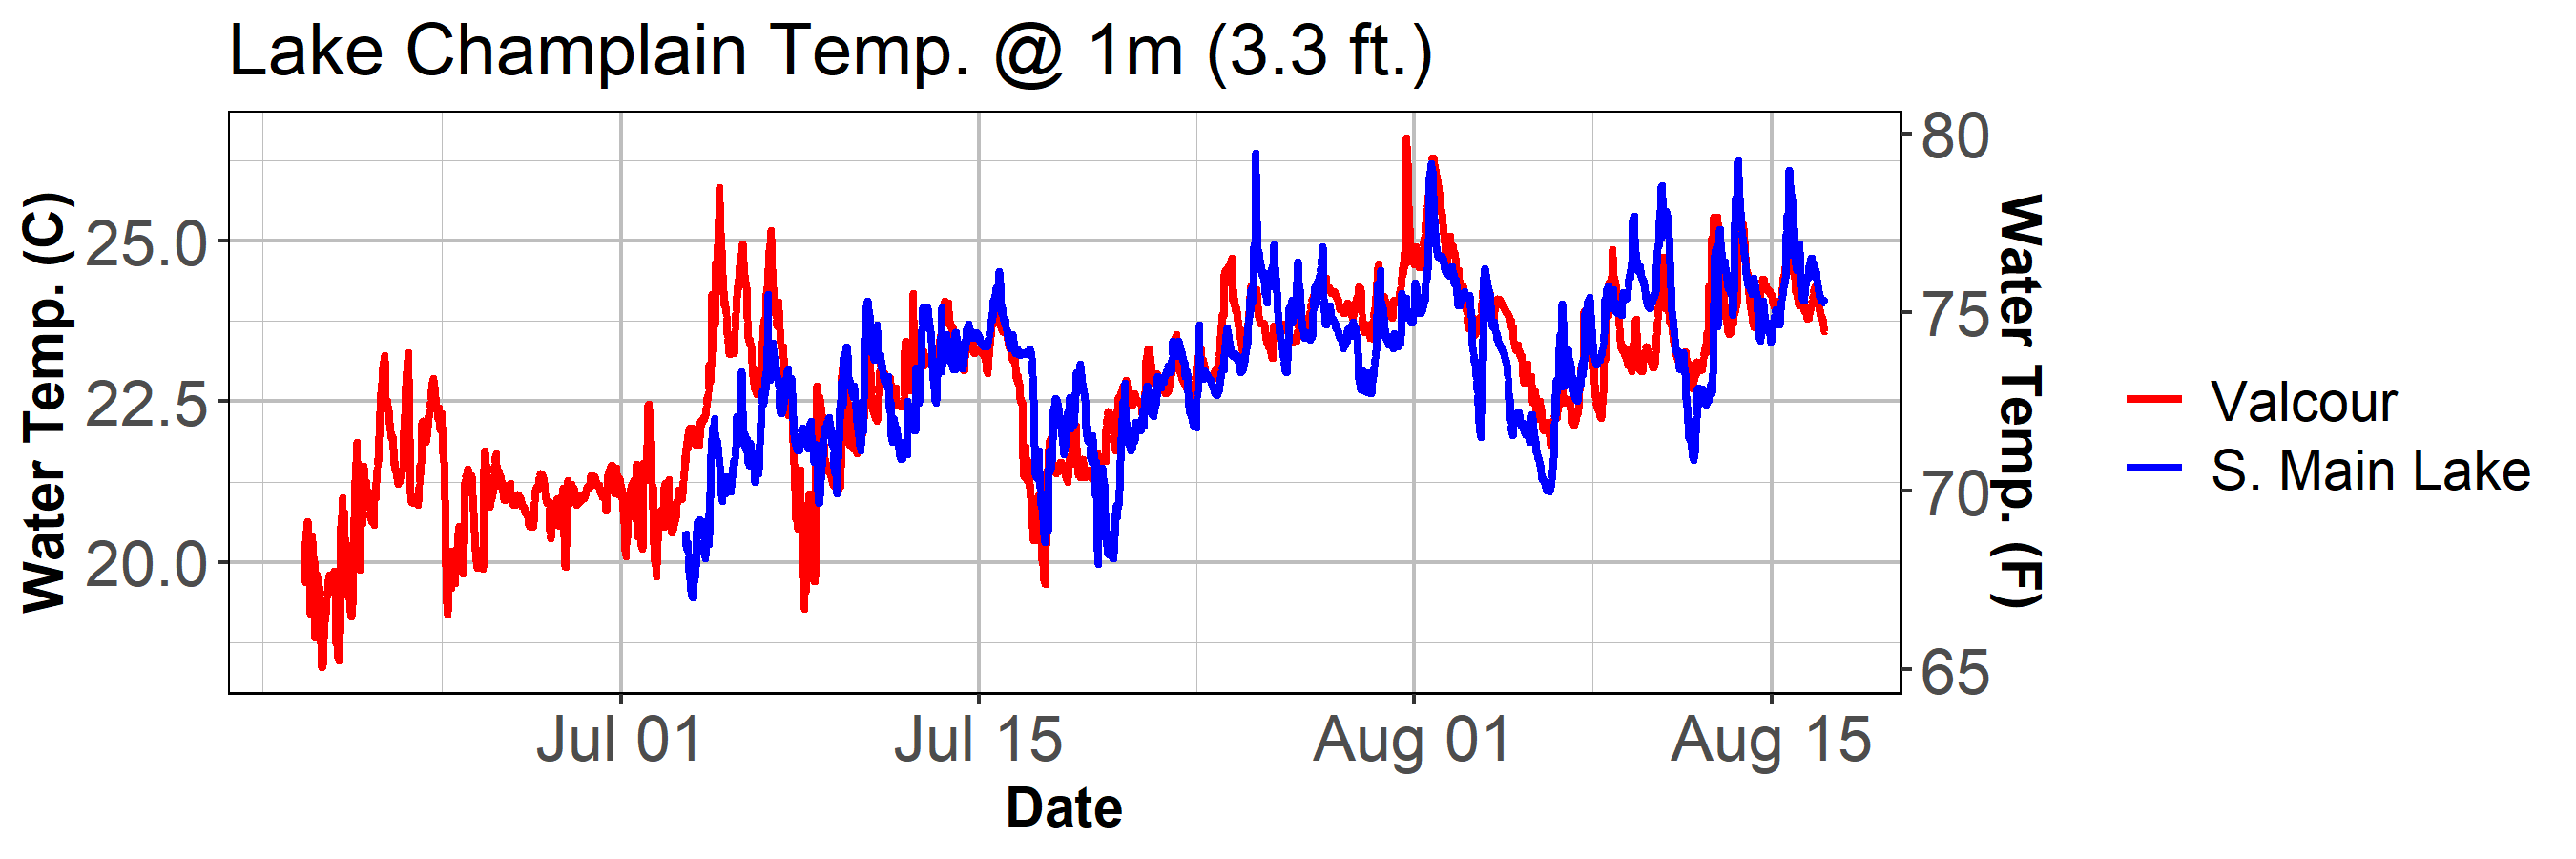 Lake Champlain Temp. @ 1m (3.3 ft.)
Water Temp. (C)
25.0
22.5
20.0
80
75
70
65
Water Temp. (F)
Jul 01
Jul 15
Aug 01
Aug 15
Date
Valcour
S. Main Lake